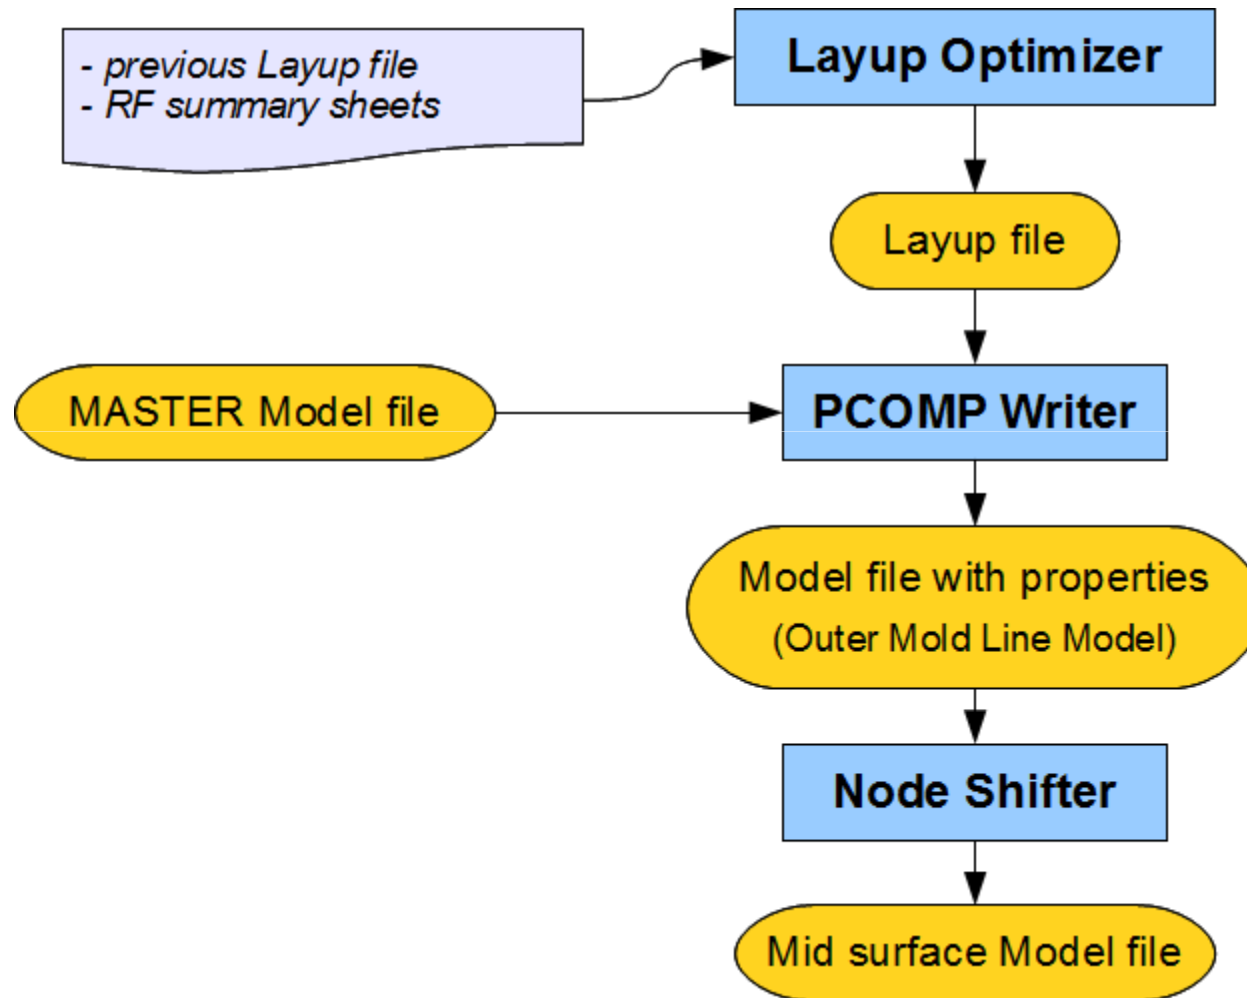 - previous Layup file
- RF summary sheets
Layup Optimizer
Layup file
MASTER Model file
PCOMP Writer
Model file with properties
(Outer Mold Line Model)
Node Shifter
Mid surface Model file